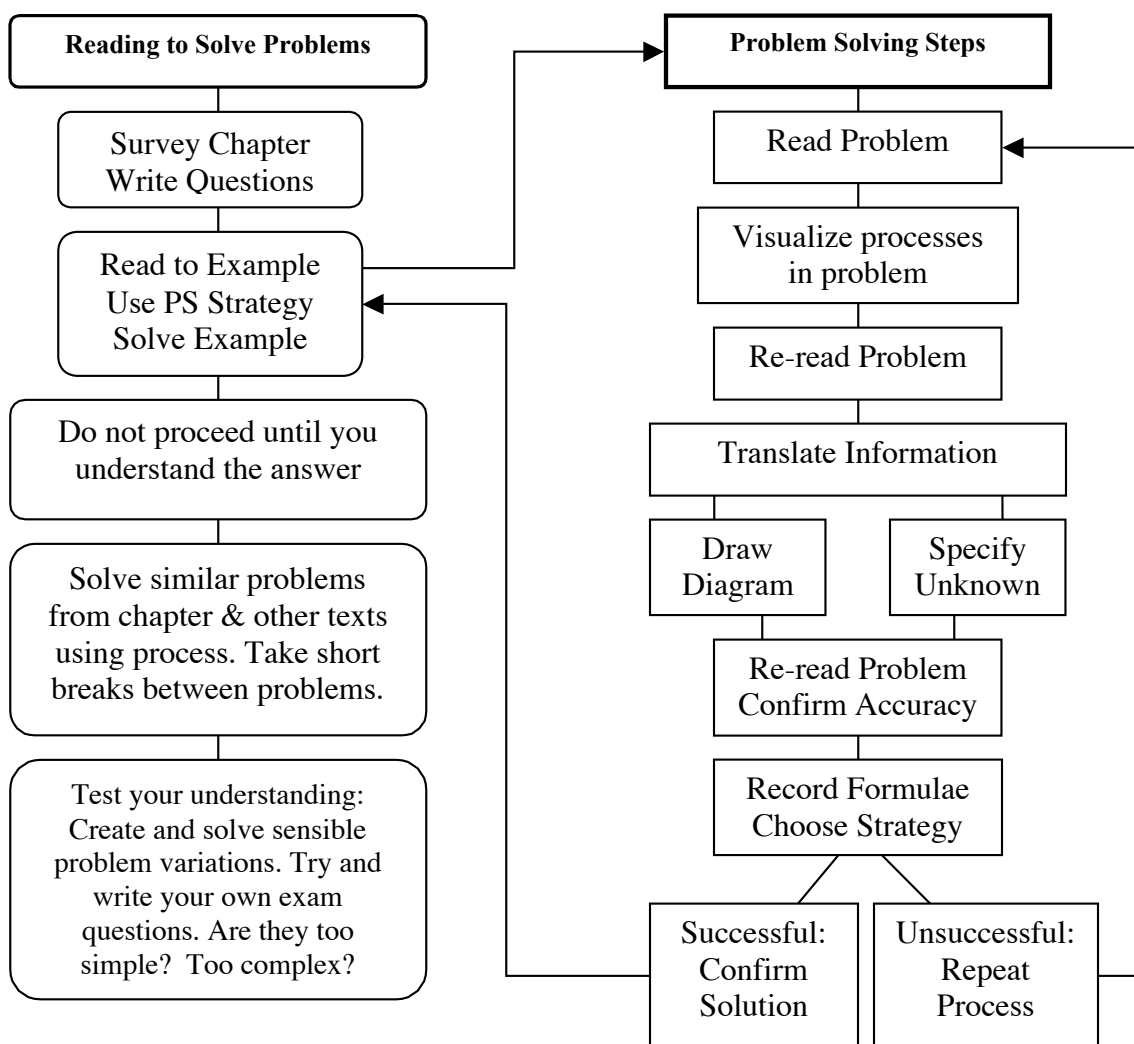 Reading to Solve Problems
Survey Chapter
Write Questions
Read to Example
Use PS Strategy
Solve Example
Do not proceed until you
understand the answer
Solve similar problems
from chapter & other texts
using process. Take short
breaks between problems.
Test your understanding:
Create and solve sensible
problem variations. Try and
write your own exam
questions. Are they too
simple?  Too complex?
Problem Solving Steps
Read Problem
Visualize processes
in problem
Re-read Problem
Translate Information
Draw
Diagram
Specify
Unknown
Re-read Problem
Confirm Accuracy
Record Formulae
Choose Strategy
Successful:
Confirm
Solution
Unsuccessful:
Repeat
Process